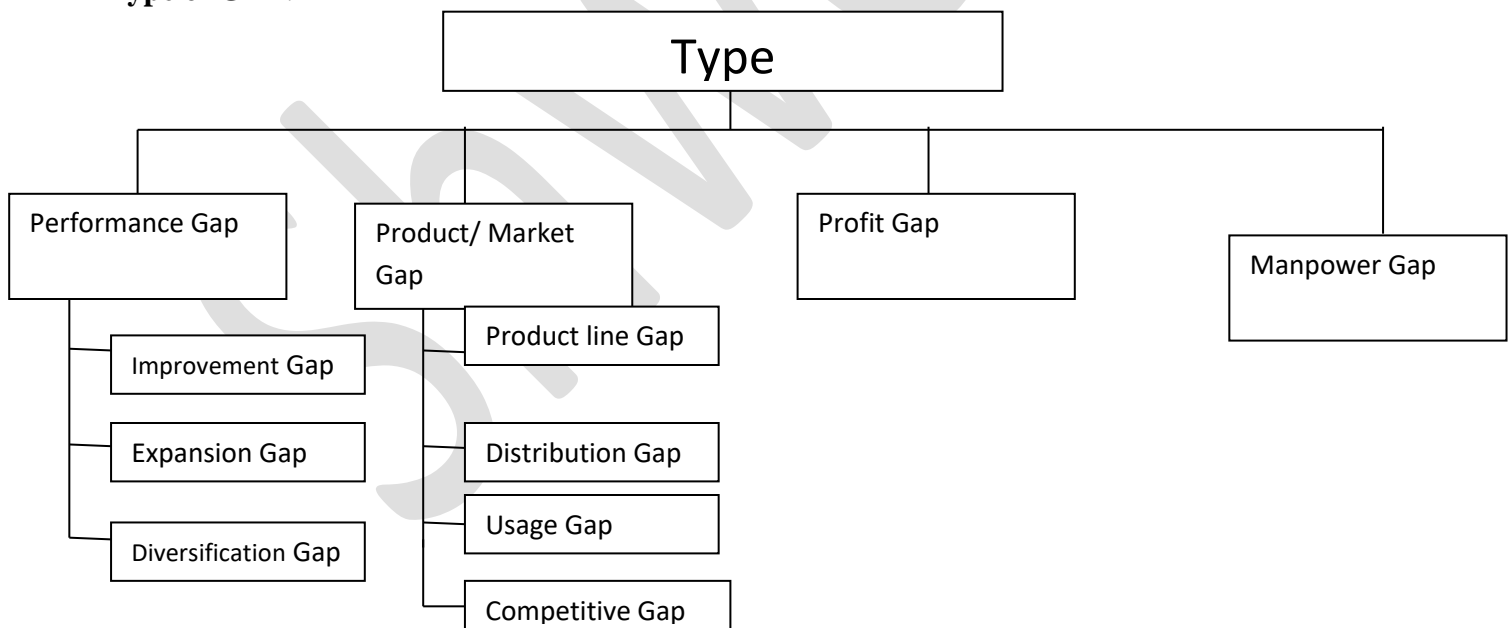 Type
Performance Gap
Product/ Market
Gap
Profit Gap
Manpower Gap
Improvement Gap
Expansion Gap
Diversification Gap
Product line Gap
Distribution Gap
Usage Gap
Competitive Gap